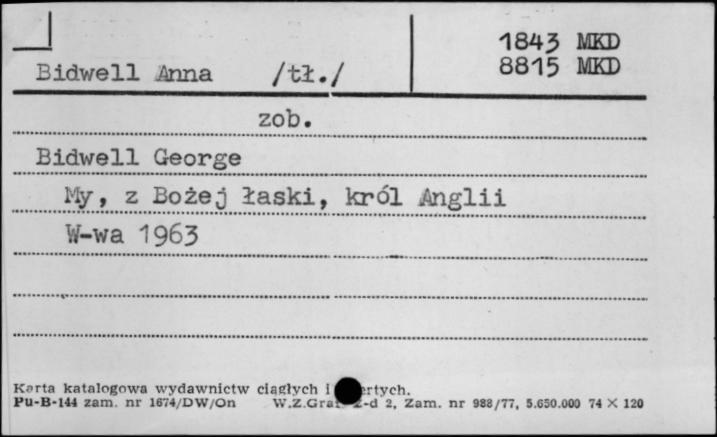 1843 MKD
Bidwell Anna /tł./ 8815 MKD
zob.
Bidwell George
My, z Bożej łaski, król Anglii
W-wa 1963
Karta katalogowa wydawnictw ciągłych i
Pu-B-144 zam. nr 1674/DW/On W.Z.Graf. Z-d 2, Zam. nr 988/77, 5.650.000 74 × 120